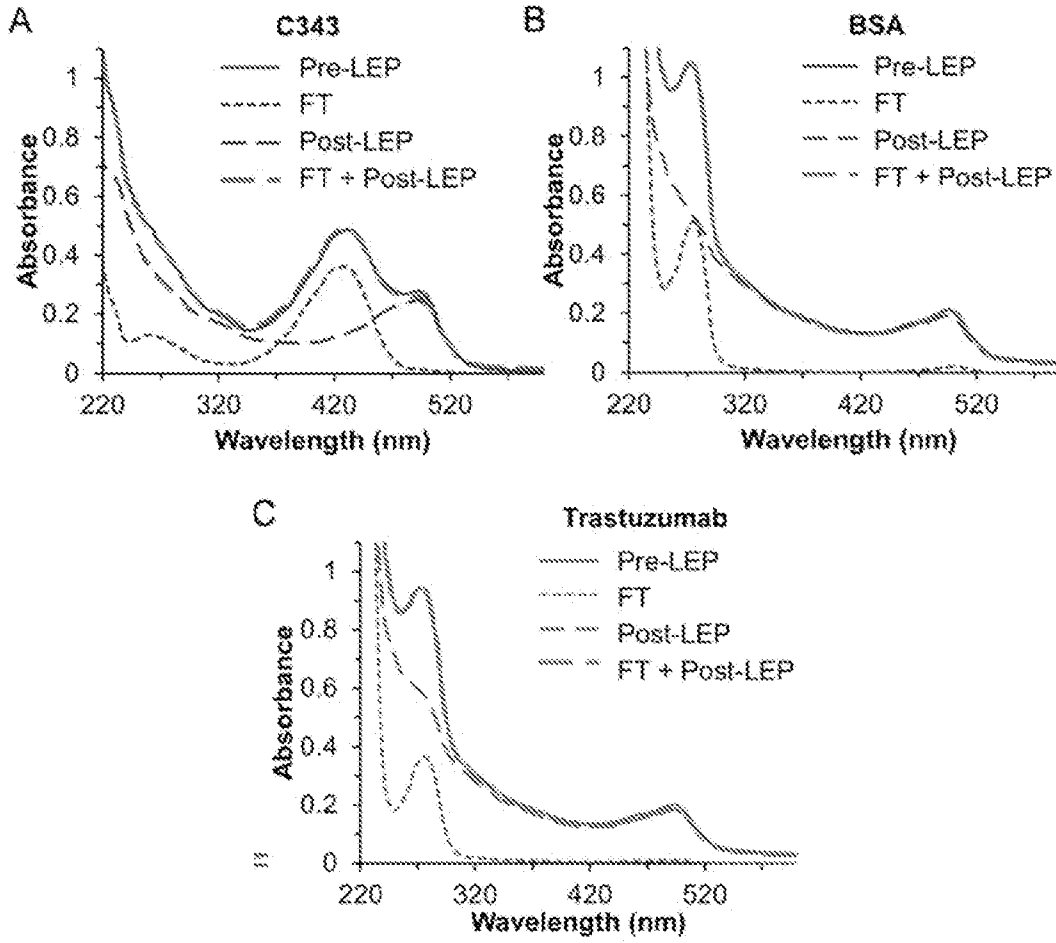 A
C343
Pre-LEP
FT
Post-LEP
FT + Post-LEP
1
0.8
0.6
0.4
0.2
0
Absorbance
220 320 420 520
Wavelength (nm)
B
BSA
Pre-LEP
FT
Post-LEP
FT + Post-LEP
1
0.8
0.6
0.4
0.2
0
Absorbance
220 320 420 520
Wavelength (nm)
C
Trastuzumab
Pre-LEP
FT
Post-LEP
FT + Post-LEP
1
0.8
0.6
0.4
0.2
0
Absorbance
220 320 420 520
Wavelength (nm)